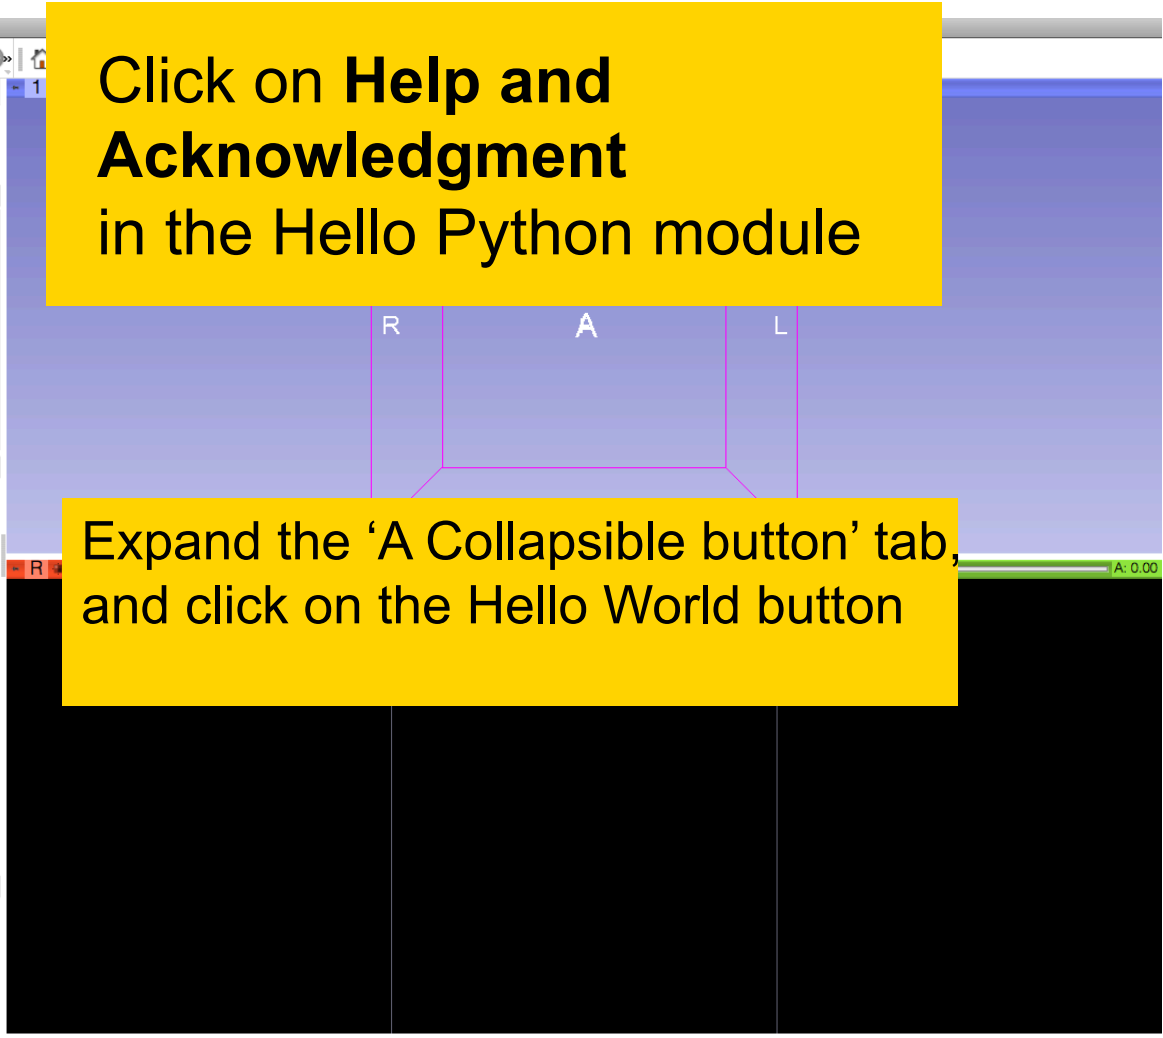 Click on Help and
Acknowledgment
in the Hello Python module
1
R A L
Expand the ‘A Collapsible button’ tab,
and click on the Hello World button
R
A: 0.00